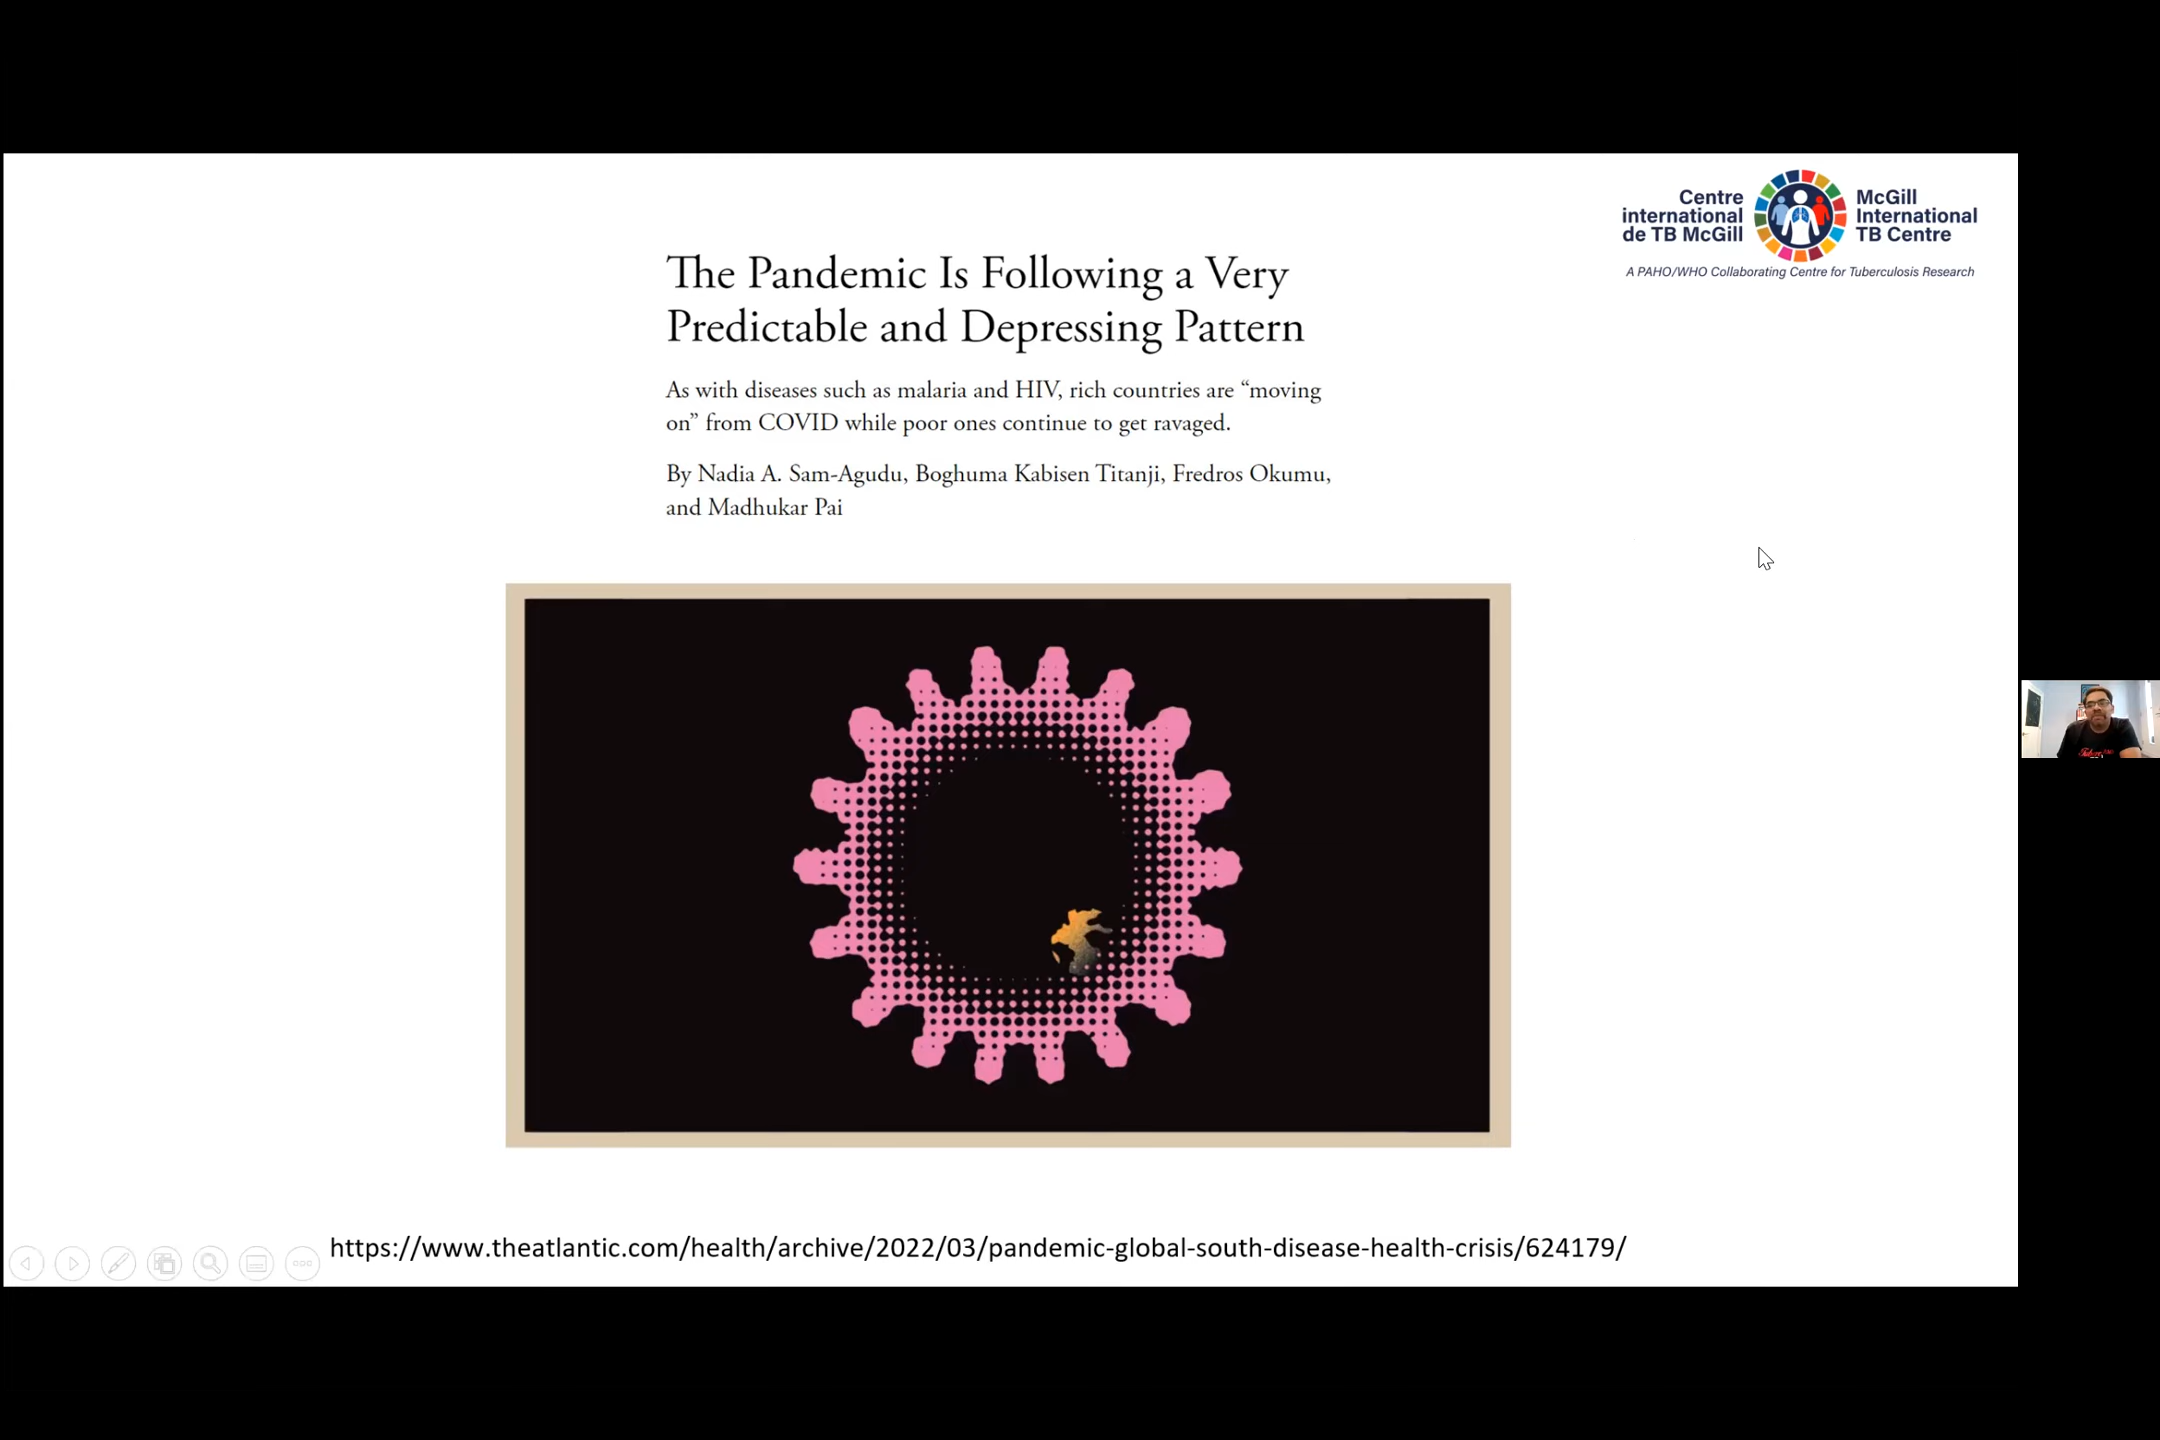 Centre
international
de TB McGill
McGill
International
TB Centre
A PAHO/WHO Collaborating Centre for Tuberculosis Research
The Pandemic Is Following a Very
Predictable and Depressing Pattern
As with diseases such as malaria and HIV, rich countries are “moving
on” from COVID while poor ones continue to get ravaged.
By Nadia A. Sam-Agudu, Boghuma Kabisen Titanji, Fredros Okumu,
and Madhukar Pai
https://www.theatlantic.com/health/archive/2022/03/pandemic-global-south-disease-health-crisis/624179/